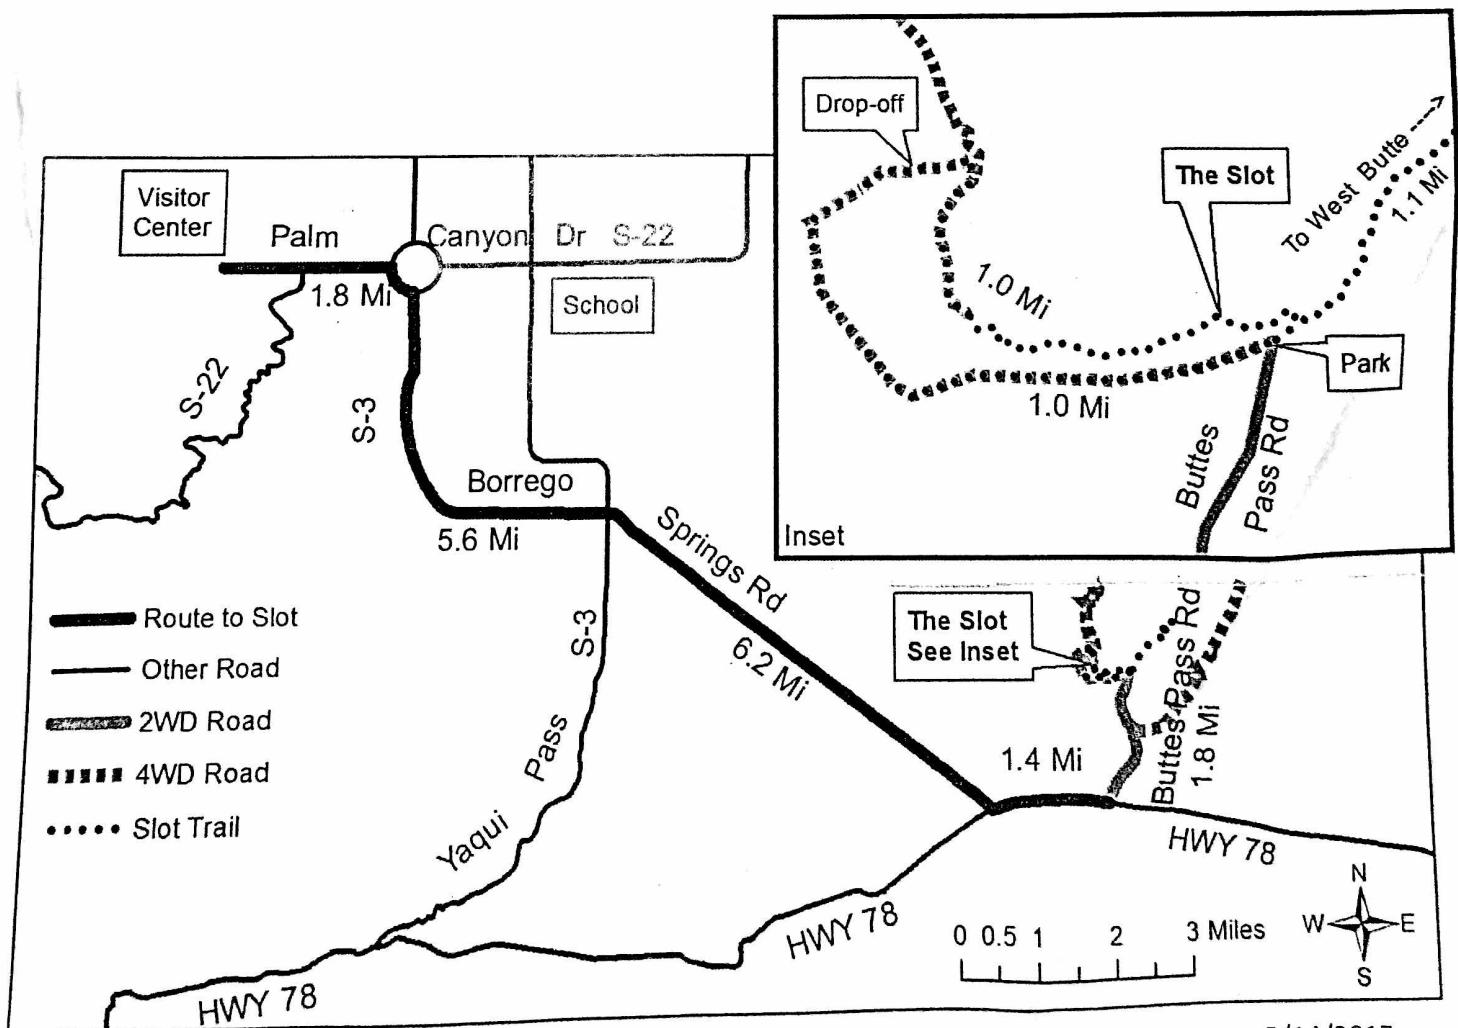 Drop-off
The Slot
To West Butte
1.1 Mi
1.0 Mi
1.0 Mi
Park
Buttes
Pass Rd
Inset
Visitor
Center
Palm
Canyon Dr S-22
1.8 Mi
School
S-22
S-3
Borrego
5.6 Mi
Springs Rd
6.2 Mi
S-3
Yaqui
Pass
The Slot
See Inset
Buttes Pass Rd
1.8 Mi
1.4 Mi
HWY 78
HWY 78
HWY 78
Route to Slot
Other Road
2WD Road
4WD Road
Slot Trail
0 0.5 1 2 3 Miles
N
W E
S